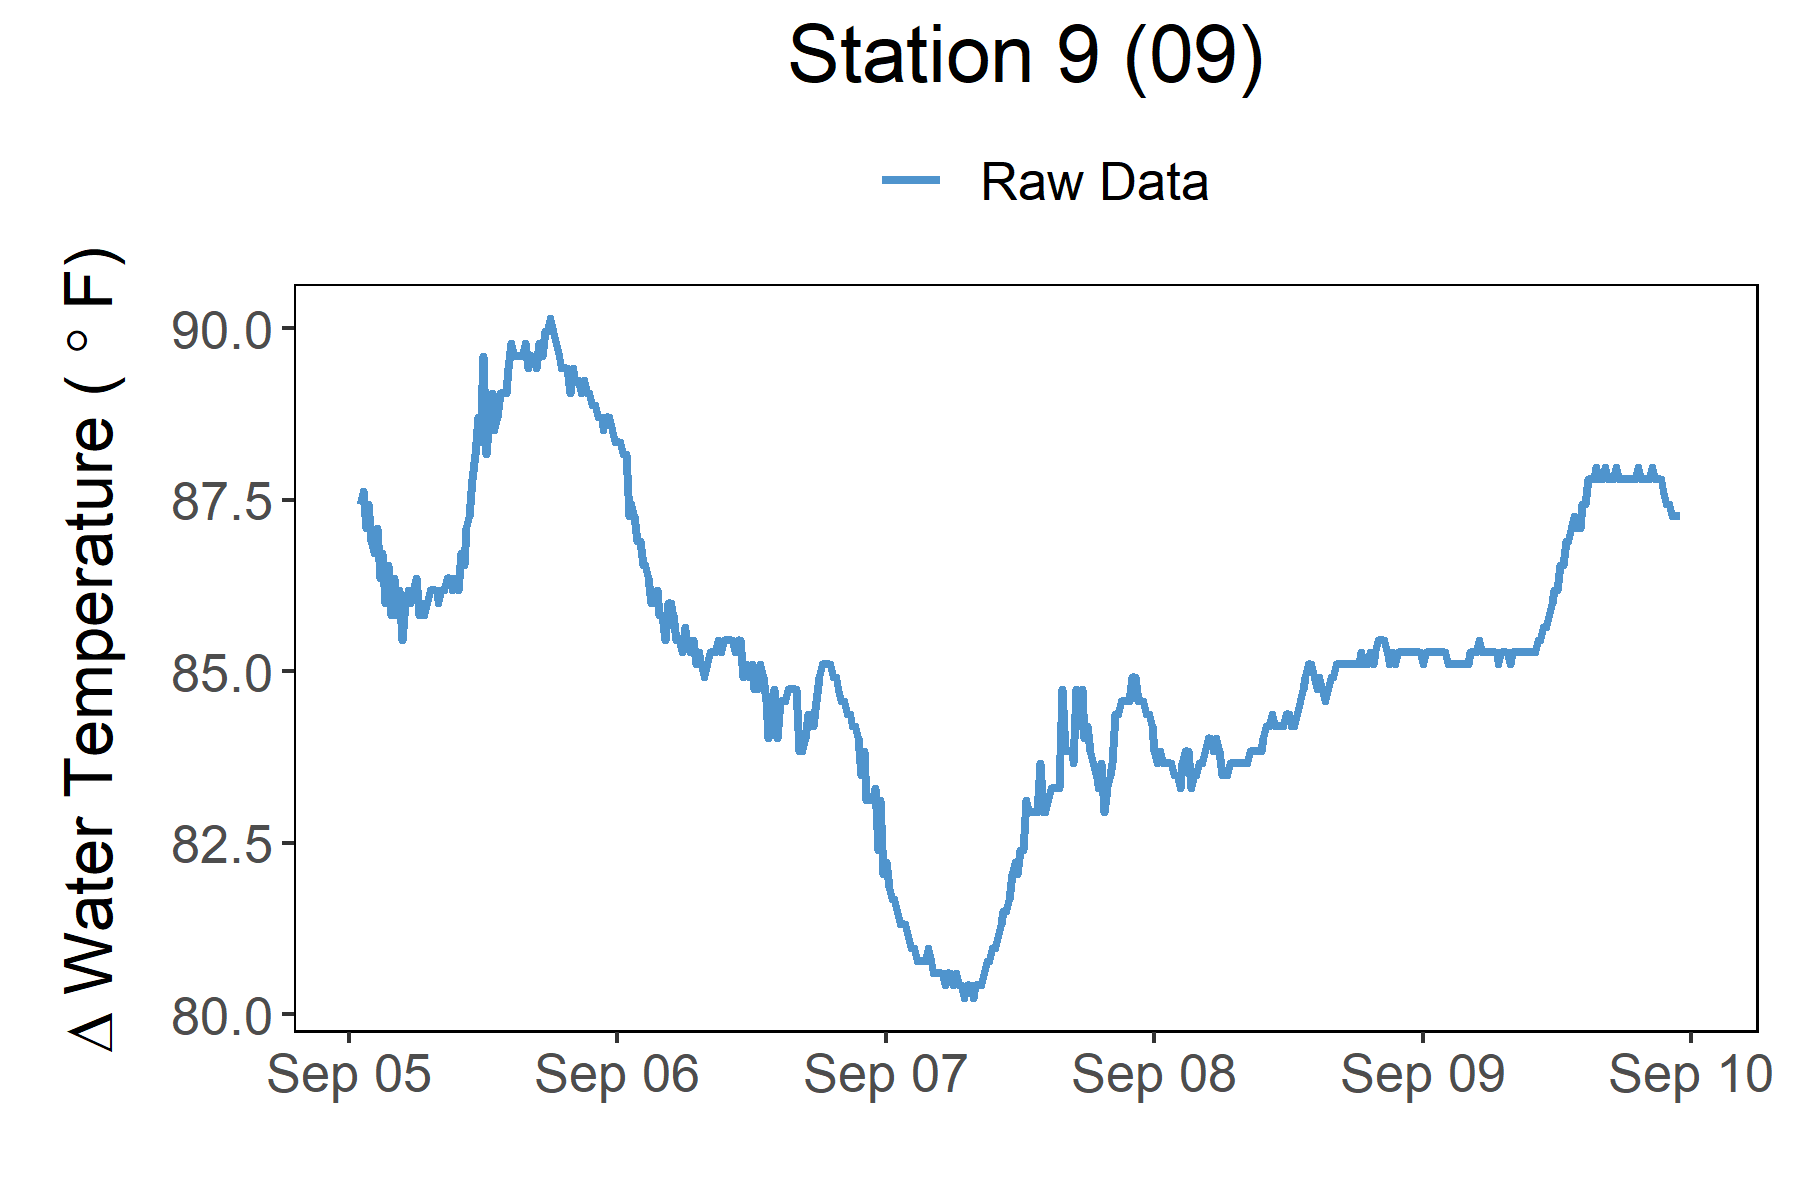 Station 9 (09)
Raw Data
Δ Water Temperature ( ° F)
90.0
87.5
85.0
82.5
80.0
Sep 05 Sep 06 Sep 07 Sep 08 Sep 09 Sep 10